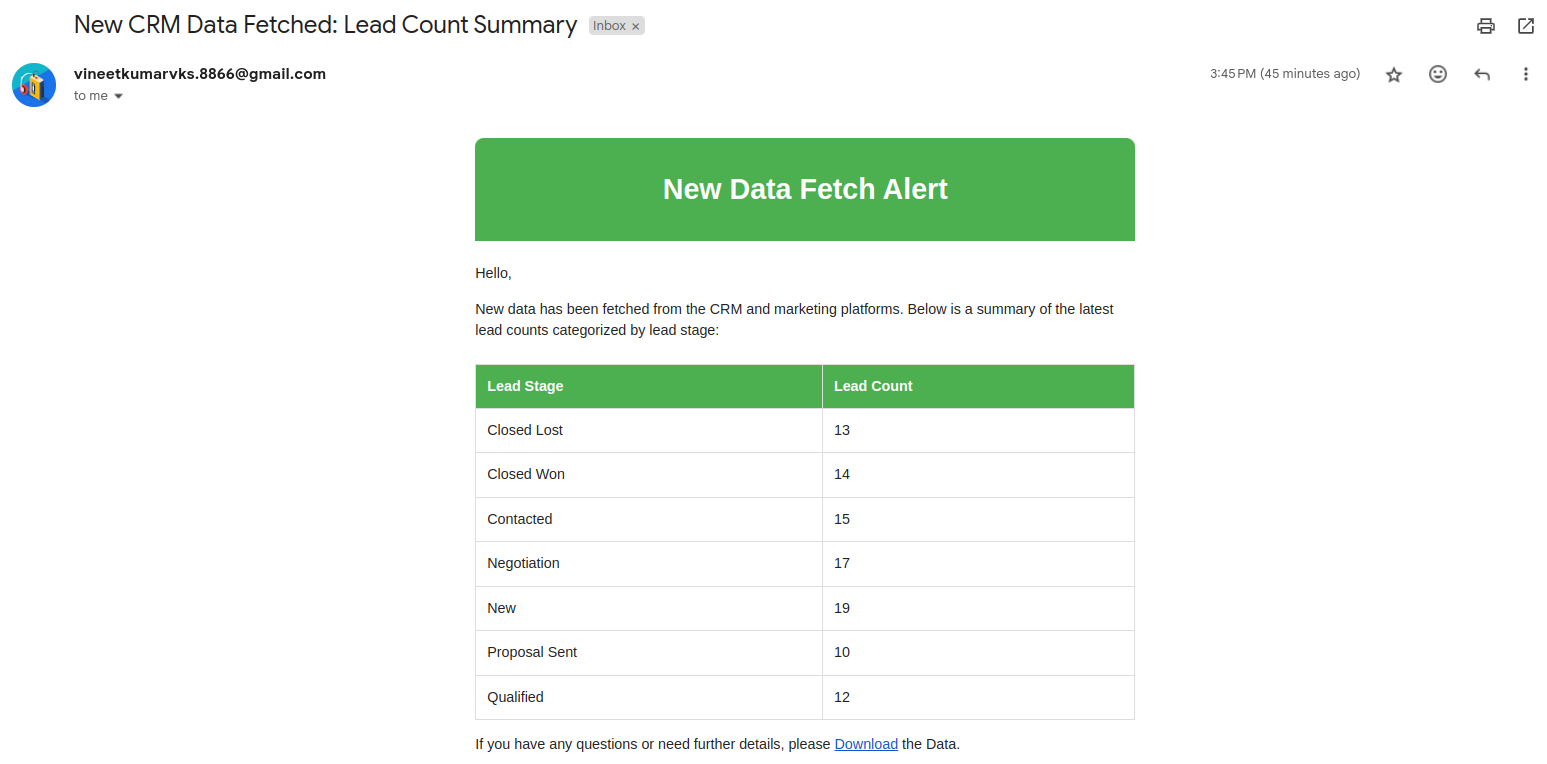 New CRM Data Fetched: Lead Count Summary Inbox ×
vineetkumarvks.8866@gmail.com 3:45 PM (45 minutes ago)
to me
New Data Fetch Alert
Hello,
New data has been fetched from the CRM and marketing platforms. Below is a summary of the latest
lead counts categorized by lead stage:
Lead Stage Lead Count
Closed Lost 13
Closed Won 14
Contacted 15
Negotiation 17
New 19
Proposal Sent 10
Qualified 12
If you have any questions or need further details, please Download the Data.